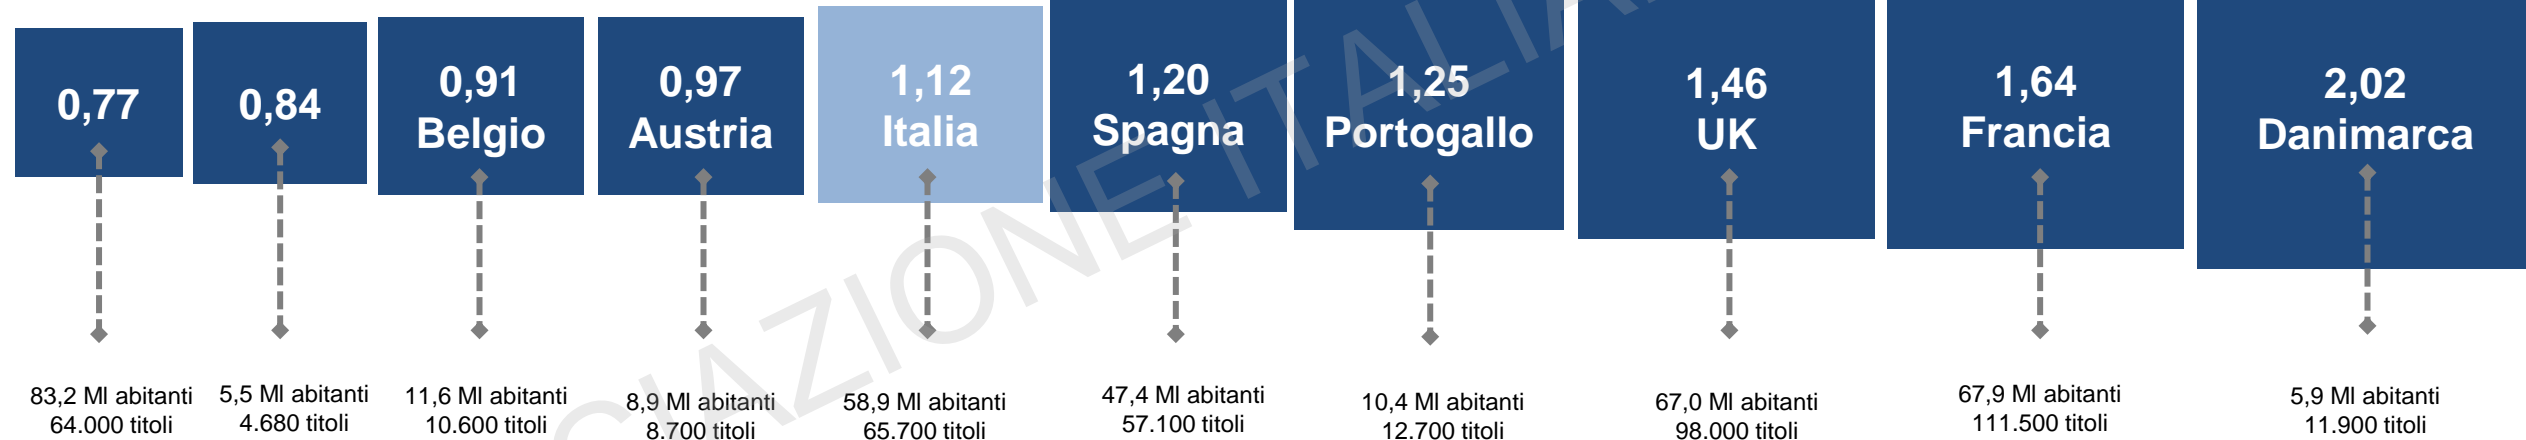 0,77
0,84
0,91
Belgio
0,97
Austria
1,12
Italia
1,20
Spagna
1,25
Portogallo
1,46
UK
1,64
Francia
2,02
Danimarca
83,2 Ml abitanti
64.000 titoli
5,5 Ml abitanti
4.680 titoli
11,6 Ml abitanti
10.600 titoli
8,9 Ml abitanti
8.700 titoli
58,9 Ml abitanti
65.700 titoli
47,4 Ml abitanti
57.100 titoli
10,4 Ml abitanti
12.700 titoli
67,0 Ml abitanti
98.000 titoli
67,9 Ml abitanti
111.500 titoli
5,9 Ml abitanti
11.900 titoli